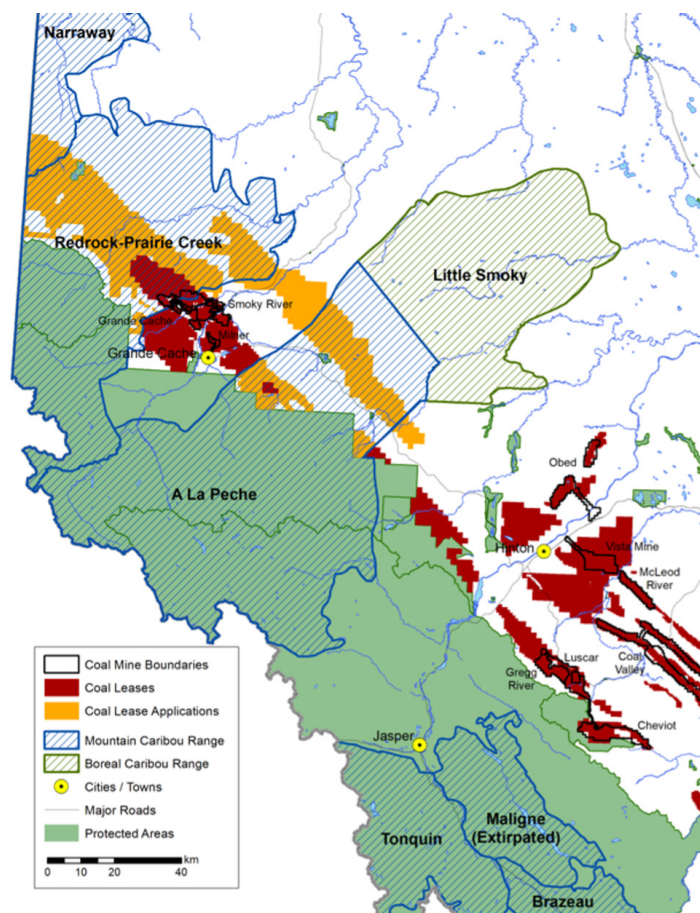 Narraway
Redrock-Prairie Creek
Little Smoky
Smoky River
Grande Cache
Milner
Grande Cache
A La Peche
Obed
Hinton
Vista Mine
McLeod
River
Luscar
Coal
Valley
Gregg
River
Cheviot
Jasper
Maligne
(Extirpated)
Tonquin
Brazeau
Coal Mine Boundaries
Coal Leases
Coal Lease Applications
Mountain Caribou Range
Boreal Caribou Range
Cities / Towns
Major Roads
Protected Areas
km
0 10 20 40